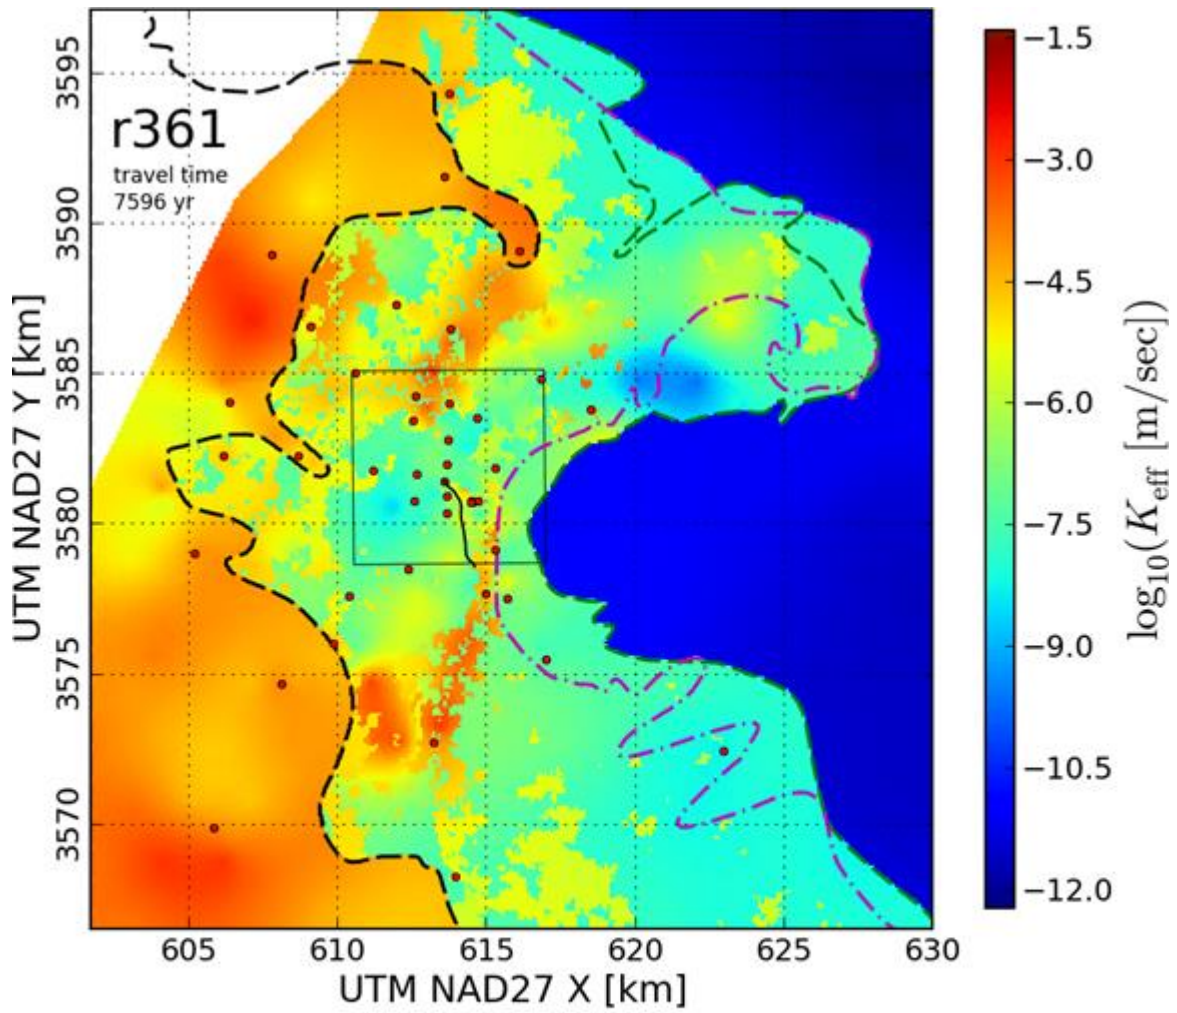 r361
travel time
7596 yr
3595
3590
3585
3580
3575
3570
UTM NAD27 Y [km]
605 610 615 620 625 630
UTM NAD27 X [km]
−1.5
−3.0
−4.5
−6.0
−7.5
−9.0
−10.5
−12.0
log10(Keff [m/sec])